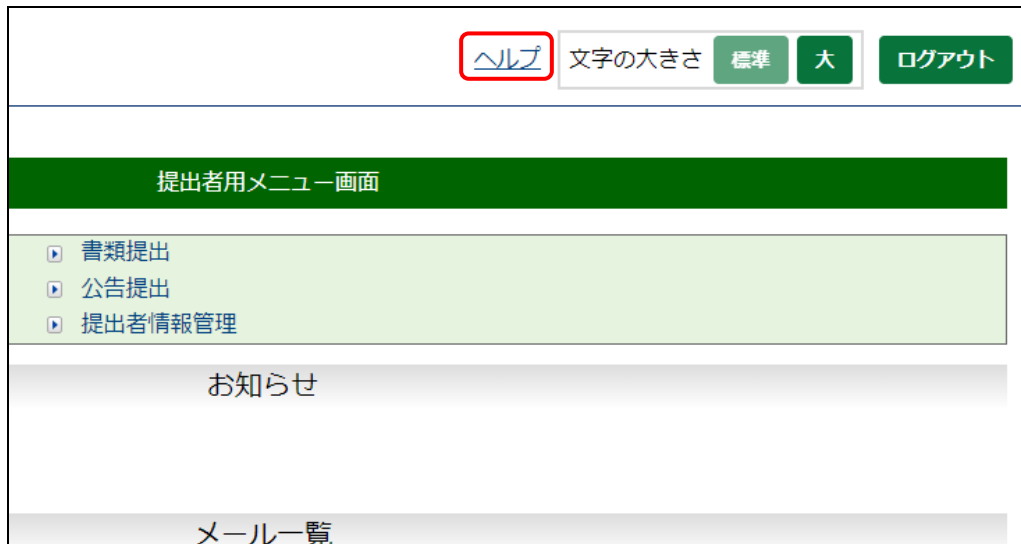 ヘルプ 文字の大きさ 標準 大 ログアウト
提出者用メニュー画面
書類提出
公告提出
提出者情報管理
お知らせ
メール一覧